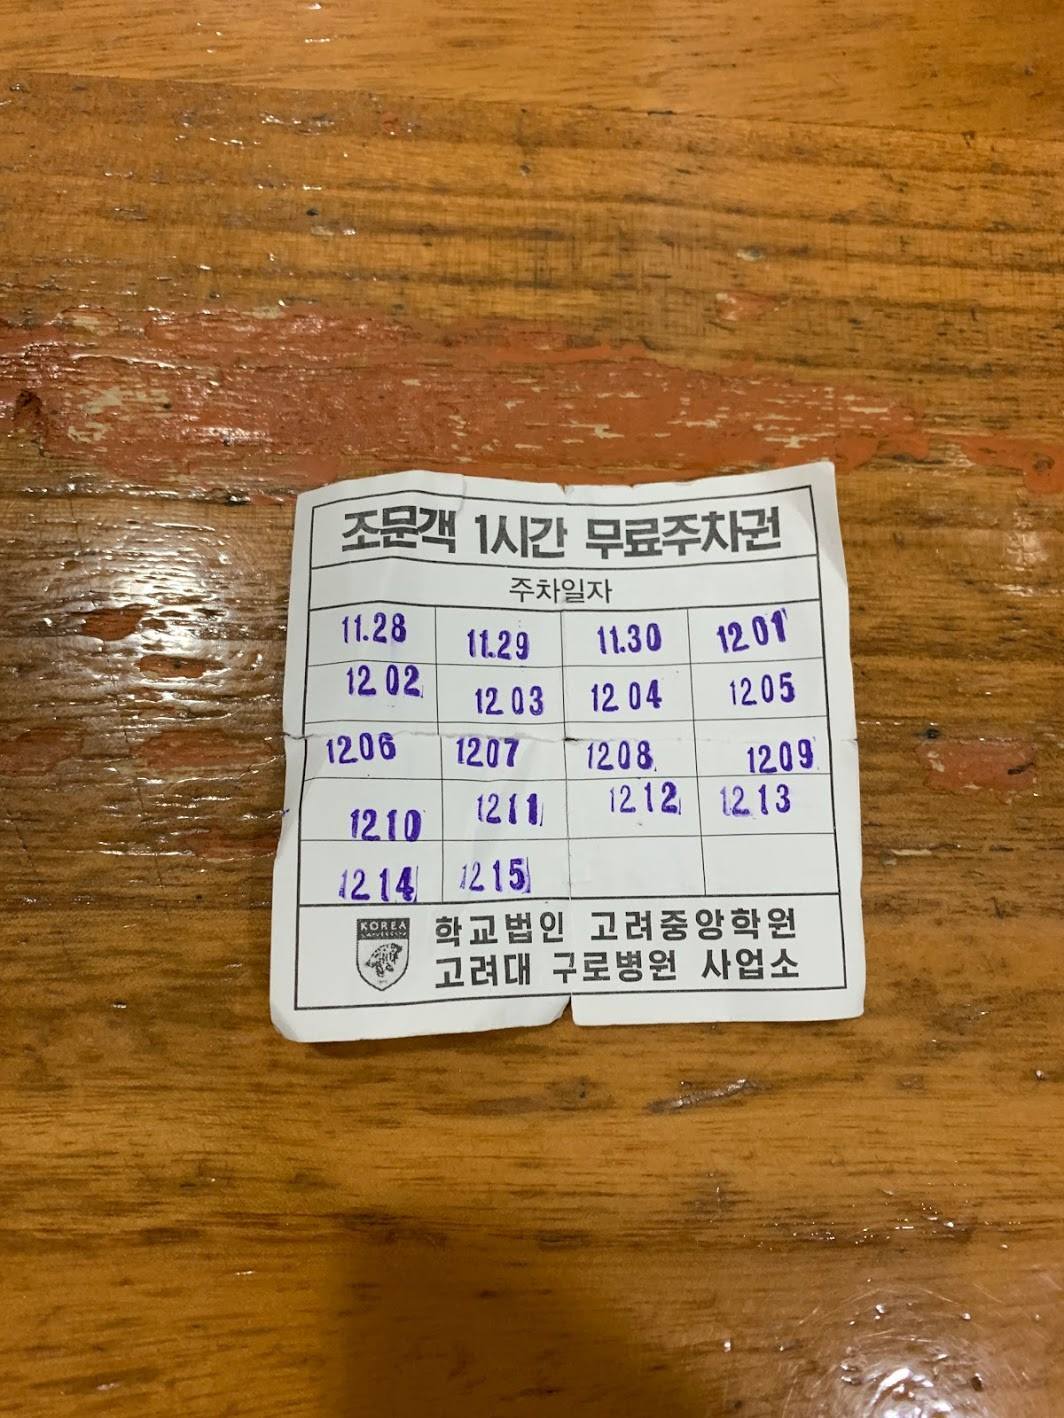 조문객 1시간 무료주차권
주차일자
11.28 11.29 11.30 12.01
12.02 12.03 12.04 12.05
12.06 12.07 12.08 12.09
12.10 12.11 12.12 12.13
12.14 12.15
KOREA
학교법인 고려중앙학원
고려대 구로병원 사업소